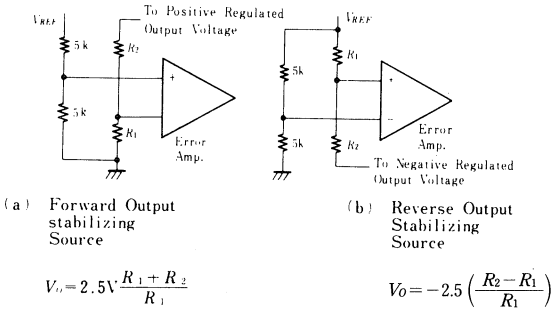 To Positive Regulated
Output Voltage
VREF
5k
R2
5k
R1
+
Error
Amp.
VREF
5k
R1
5k
R2
+
−
Error
Amp.
To Negative Regulated
Output Voltage
(a) Forward Output
stabilizing
Source
(b) Reverse Output
Stabilizing
Source
Vo=2.5V (R1+R2)/R1
Vo=−2.5((R2−R1)/R1)